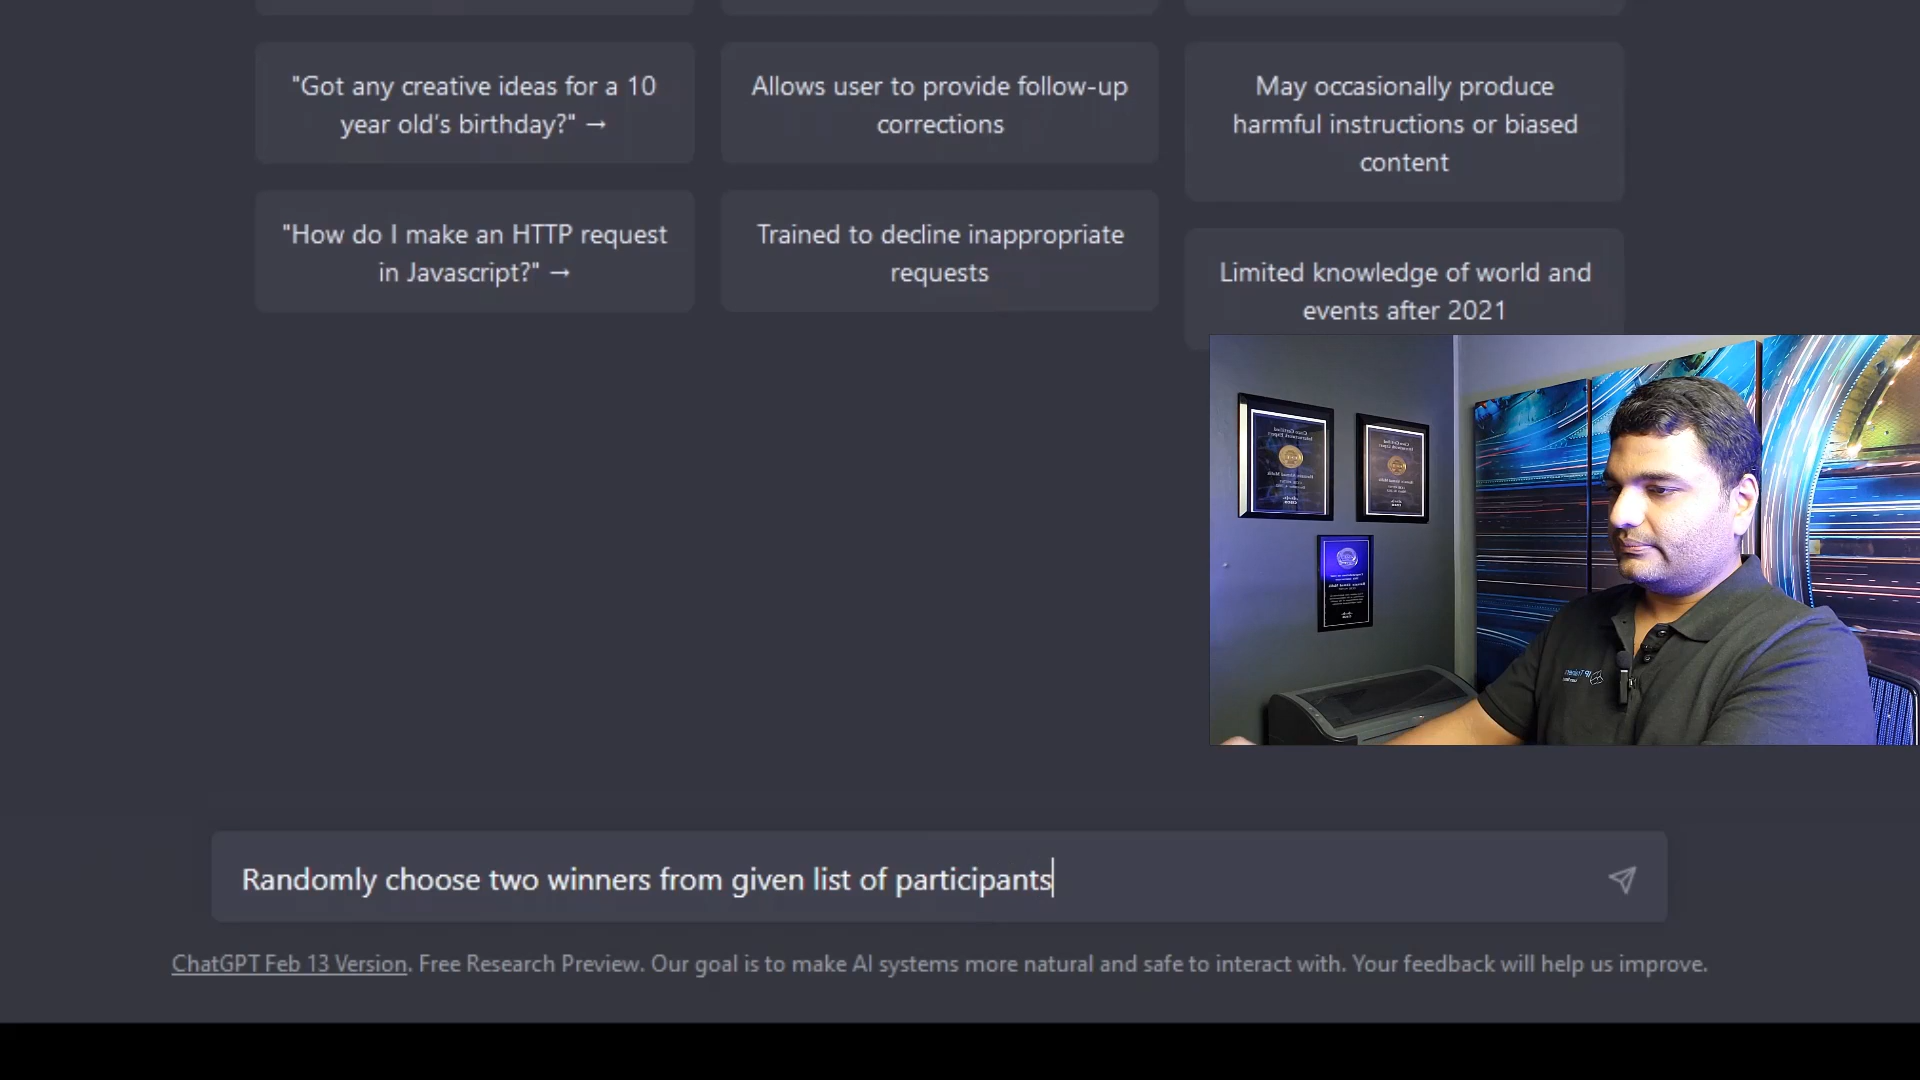 "Got any creative ideas for a 10
year old's birthday?" →
Allows user to provide follow-up
corrections
May occasionally produce
harmful instructions or biased
content
"How do I make an HTTP request
in Javascript?" →
Trained to decline inappropriate
requests
Limited knowledge of world and
events after 2021
Randomly choose two winners from given list of participants
ChatGPT Feb 13 Version. Free Research Preview. Our goal is to make AI systems more natural and safe to interact with. Your feedback will help us improve.